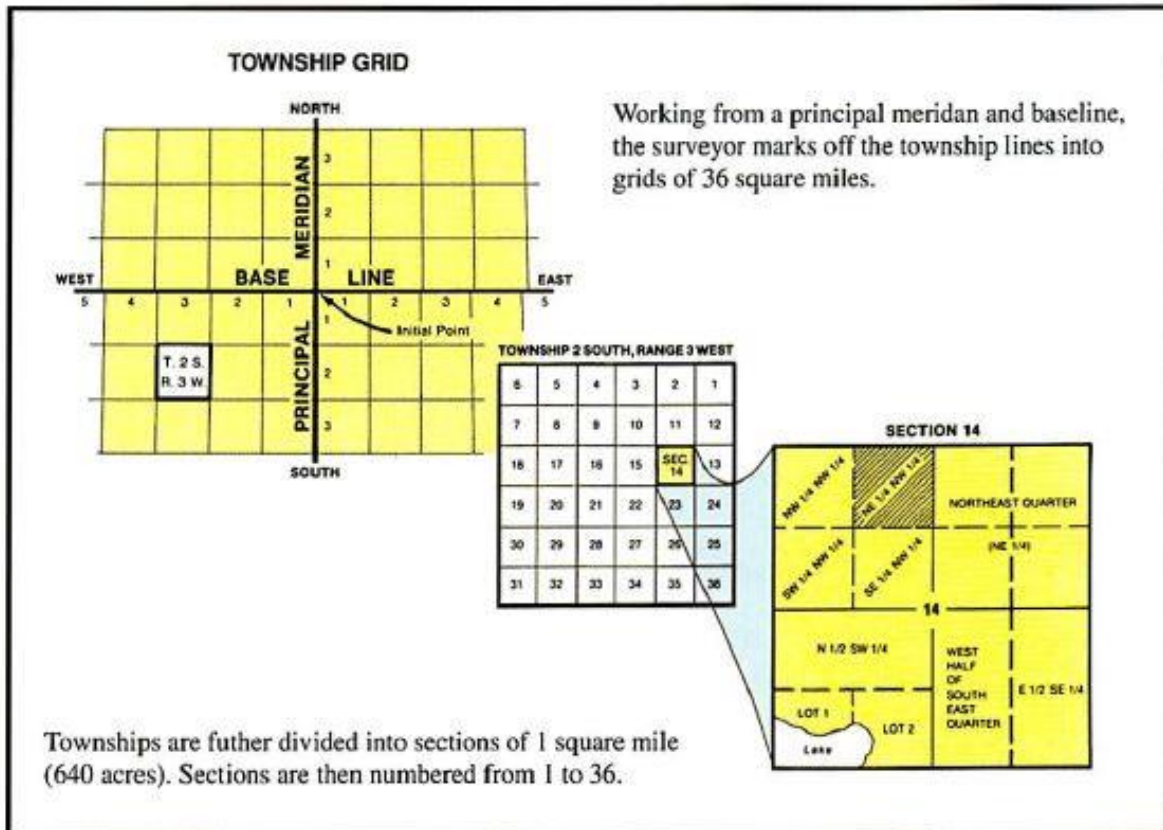 TOWNSHIP GRID
Working from a principal meridan and baseline,
the surveyor marks off the township lines into
grids of 36 square miles.
NORTH
MERIDIAN
3
2
1
WEST
BASE
LINE
EAST
5
4
3
2
1
1
2
3
4
5
Initial Point
PRINCIPAL
1
2
3
T. 2 S.
R. 3 W.
SOUTH
TOWNSHIP 2 SOUTH, RANGE 3 WEST
6 5 4 3 2 1
7 8 9 10 11 12
18 17 16 15 SEC. 14 13
19 20 21 22 23 24
30 29 28 27 26 25
31 32 33 34 35 36
SECTION 14
NW 1/4 NW 1/4
NE 1/4 NW 1/4
NORTHEAST QUARTER
(NE 1/4)
SW 1/4 NW 1/4
SE 1/4 NW 1/4
14
N 1/2 SW 1/4
WEST
HALF
OF
SOUTH
EAST
QUARTER
E 1/2 SE 1/4
LOT 1
LOT 2
Lake
Townships are futher divided into sections of 1 square mile
(640 acres). Sections are then numbered from 1 to 36.